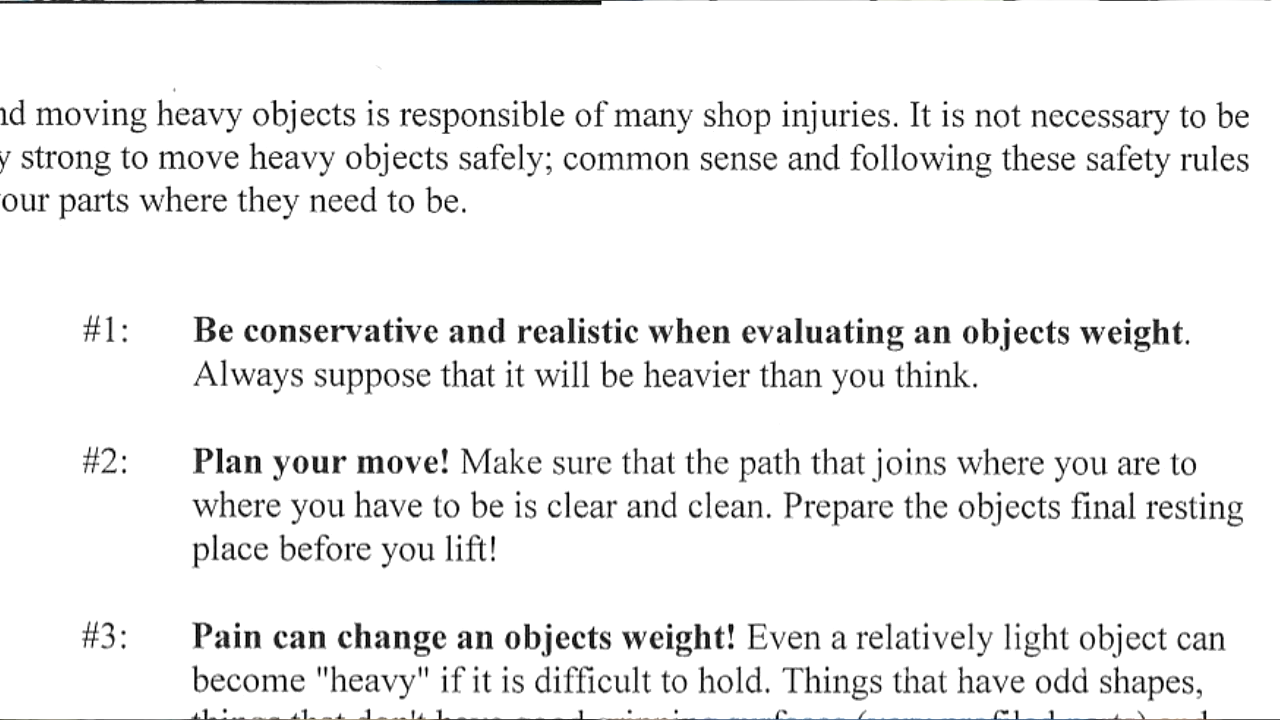 nd moving heavy objects is responsible of many shop injuries. It is not necessary to be
y strong to move heavy objects safely; common sense and following these safety rules
our parts where they need to be.
#1: Be conservative and realistic when evaluating an objects weight.
Always suppose that it will be heavier than you think.
#2: Plan your move! Make sure that the path that joins where you are to
where you have to be is clear and clean. Prepare the objects final resting
place before you lift!
#3: Pain can change an objects weight! Even a relatively light object can
become "heavy" if it is difficult to hold. Things that have odd shapes,
things that don't have good